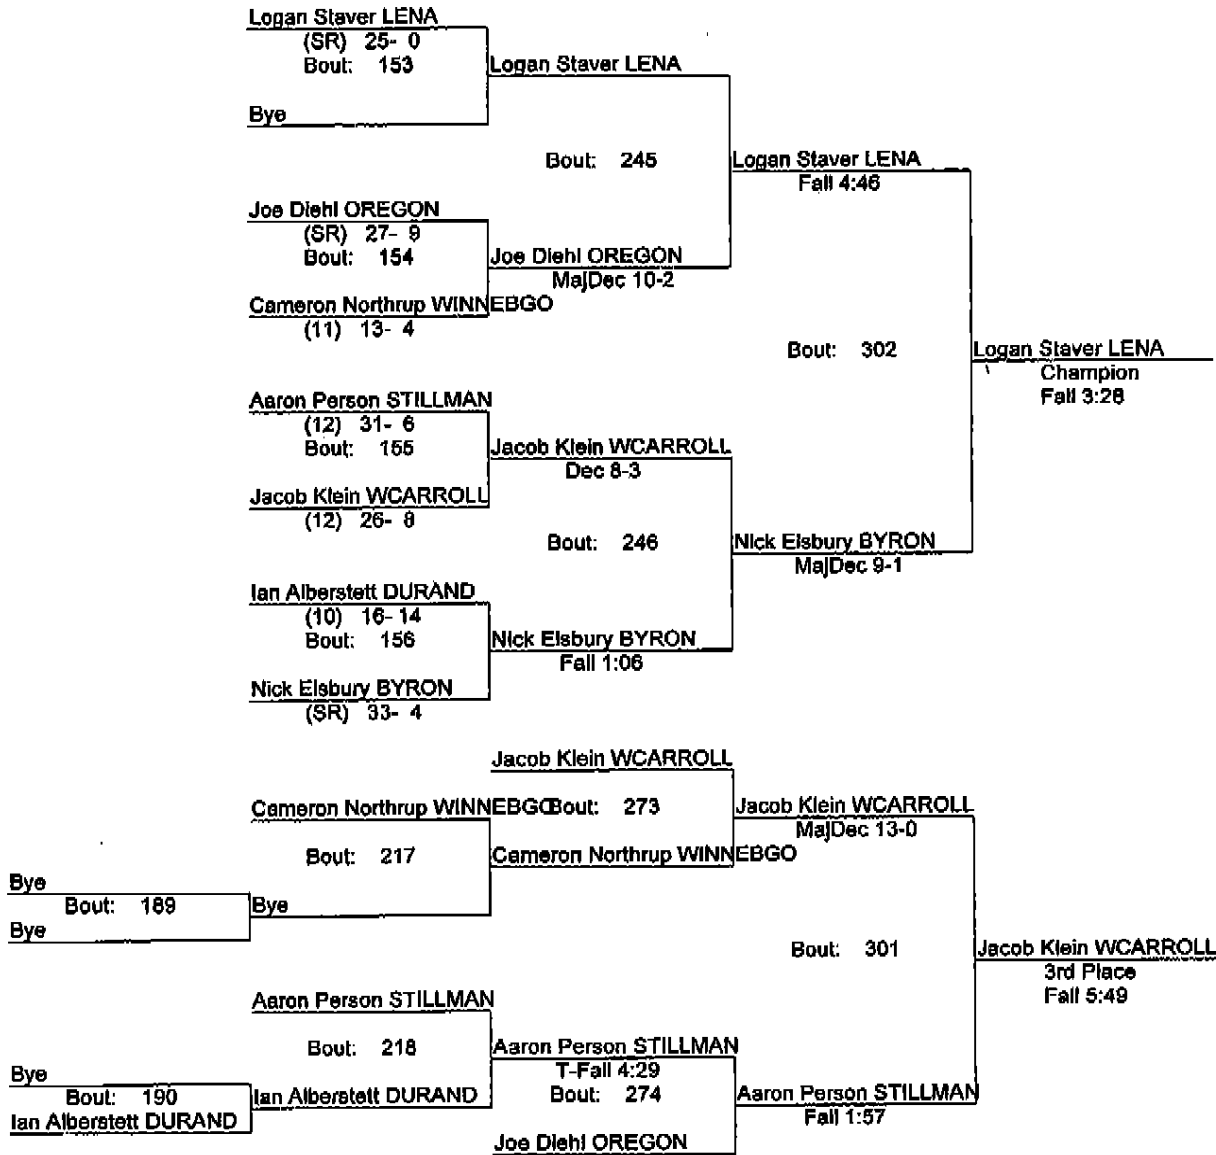 Logan Staver LENA
(SR) 25- 0
Bout: 153
Logan Staver LENA
Bye
Bout: 245
Logan Staver LENA
Fall 4:46
Joe Diehl OREGON
(SR) 27- 9
Bout: 154
Joe Diehl OREGON
MajDec 10-2
Cameron Northrup WINNEBGO
(11) 13- 4
Bout: 302
Logan Staver LENA
Champion
Fall 3:28
Aaron Person STILLMAN
(12) 31- 6
Bout: 155
Jacob Klein WCARROLL
Dec 8-3
Jacob Klein WCARROLL
(12) 26- 8
Bout: 246
Nick Elsbury BYRON
MajDec 9-1
Ian Alberstett DURAND
(10) 16- 14
Bout: 156
Nick Elsbury BYRON
Fall 1:06
Nick Elsbury BYRON
(SR) 33- 4
Jacob Klein WCARROLL
Cameron Northrup WINNEBGO
Bout: 273
Jacob Klein WCARROLL
MajDec 13-0
Bout: 217
Cameron Northrup WINNEBGO
Bye
Bout: 189
Bye
Bye
Bout: 301
Jacob Klein WCARROLL
3rd Place
Fall 5:49
Aaron Person STILLMAN
Bout: 218
Aaron Person STILLMAN
T-Fall 4:29
Bye
Bout: 190
Ian Alberstett DURAND
Ian Alberstett DURAND
Bout: 274
Aaron Person STILLMAN
Fall 1:57
Joe Diehl OREGON